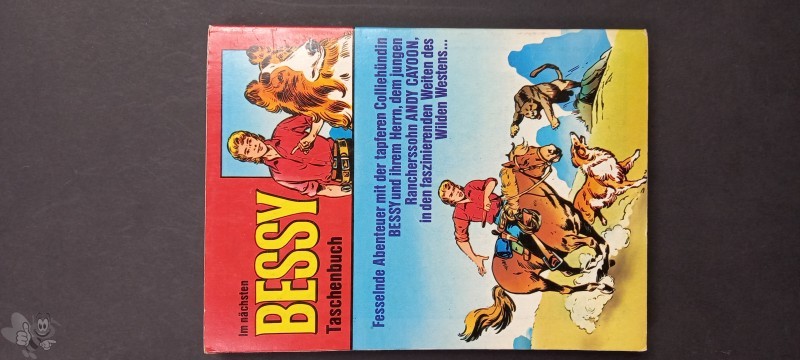 Im nächsten
BESSY
Taschenbuch
Fesselnde Abenteuer mit der tapferen Colliehündin
BESSY und ihrem Herrn, dem jungen
Rancherssohn ANDY CAYOON,
in den faszinierenden Weiten des
Wilden Westens...